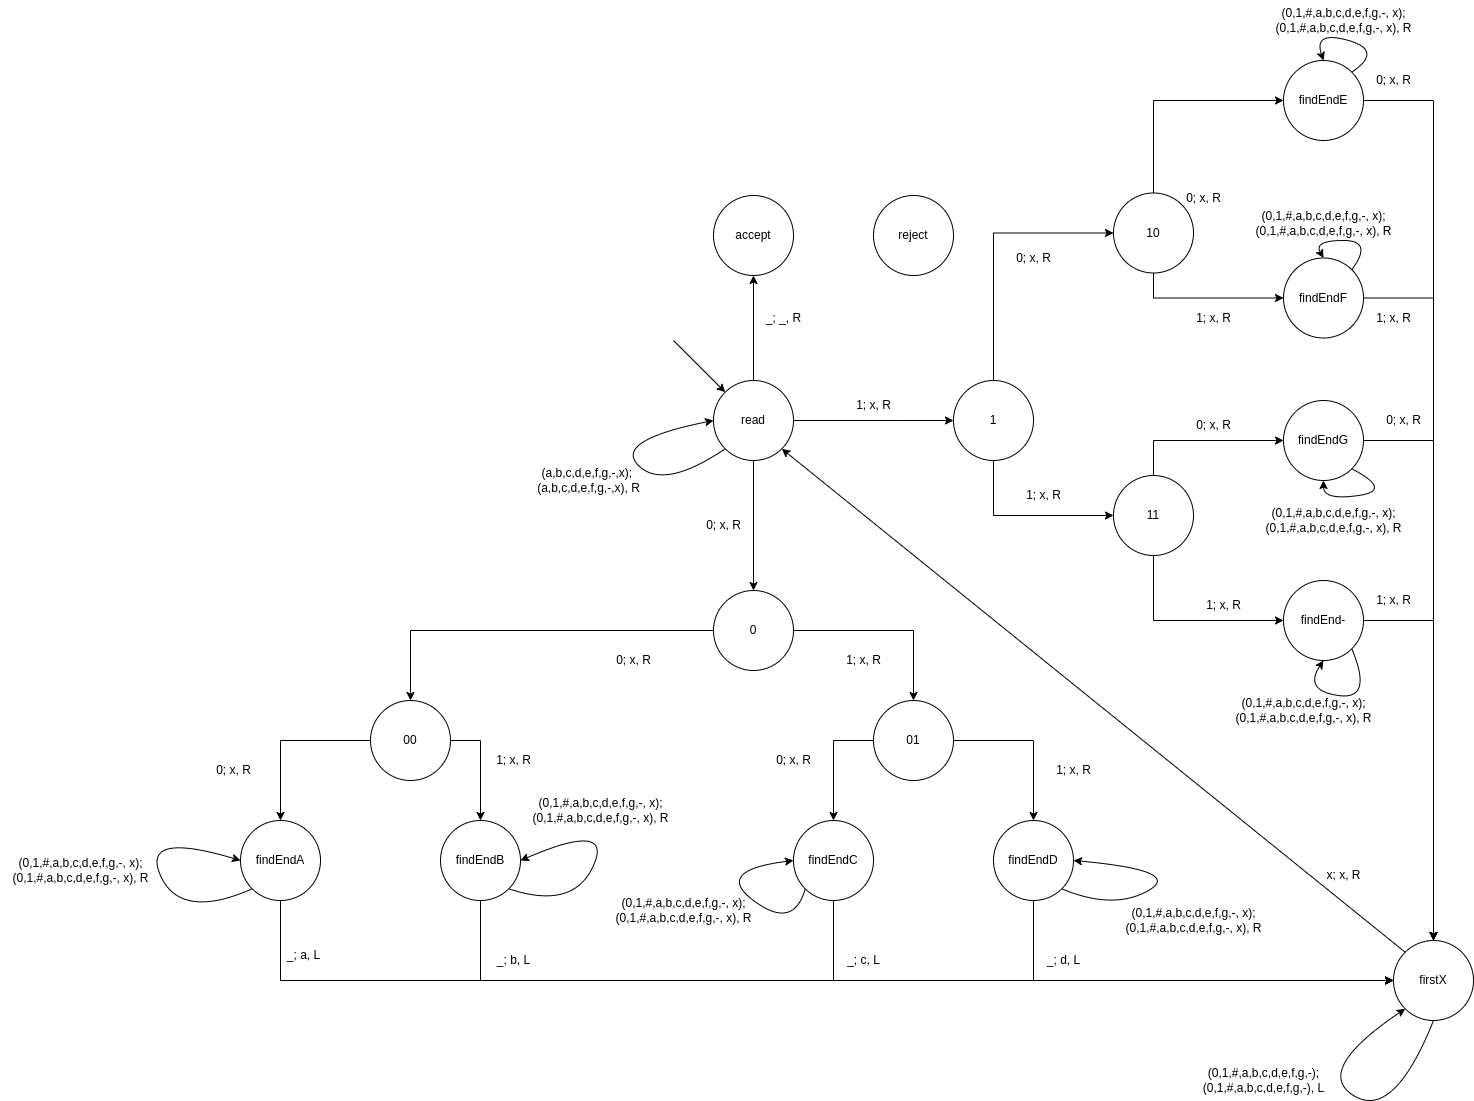 (0,1,#,a,b,c,d,e,f,g,-, x);
(0,1,#,a,b,c,d,e,f,g,-, x), R
findEndE
0; x, R
0; x, R
accept
reject
10
(0,1,#,a,b,c,d,e,f,g,-, x);
(0,1,#,a,b,c,d,e,f,g,-, x), R
0; x, R
findEndF
_; _, R
1; x, R
1; x, R
read
1; x, R
1
0; x, R
findEndG
0; x, R
(a,b,c,d,e,f,g,-,x);
(a,b,c,d,e,f,g,-,x), R
1; x, R
11
(0,1,#,a,b,c,d,e,f,g,-, x);
(0,1,#,a,b,c,d,e,f,g,-, x), R
0; x, R
1; x, R
findEnd-
1; x, R
0
0; x, R
1; x, R
(0,1,#,a,b,c,d,e,f,g,-, x);
(0,1,#,a,b,c,d,e,f,g,-, x), R
00
01
0; x, R
1; x, R
0; x, R
1; x, R
(0,1,#,a,b,c,d,e,f,g,-, x);
(0,1,#,a,b,c,d,e,f,g,-, x), R
(0,1,#,a,b,c,d,e,f,g,-, x);
(0,1,#,a,b,c,d,e,f,g,-, x), R
findEndA
findEndB
findEndC
findEndD
x; x, R
(0,1,#,a,b,c,d,e,f,g,-, x);
(0,1,#,a,b,c,d,e,f,g,-, x), R
(0,1,#,a,b,c,d,e,f,g,-, x);
(0,1,#,a,b,c,d,e,f,g,-, x), R
_; a, L
_; b, L
_; c, L
_; d, L
firstX
(0,1,#,a,b,c,d,e,f,g,-);
(0,1,#,a,b,c,d,e,f,g,-), L